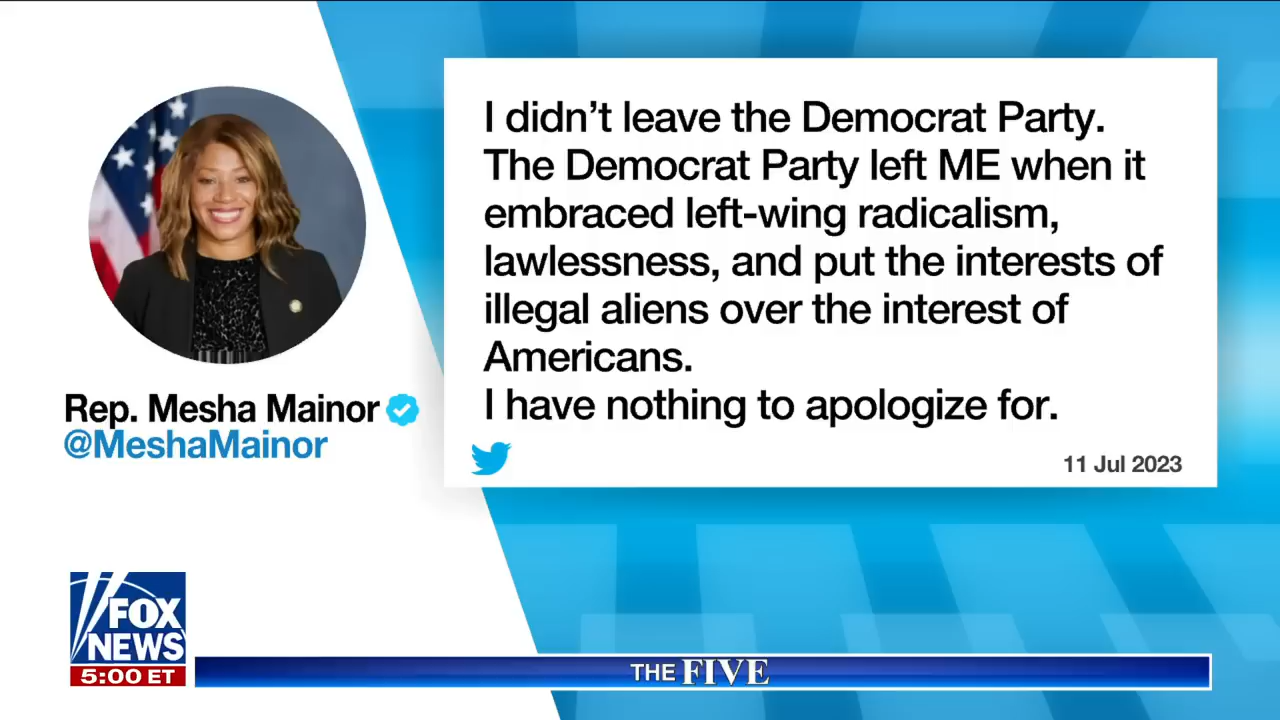 I didn’t leave the Democrat Party.
The Democrat Party left ME when it
embraced left-wing radicalism,
lawlessness, and put the interests of
illegal aliens over the interest of
Americans.
I have nothing to apologize for.
11 Jul 2023
Rep. Mesha Mainor
@MeshaMainor
FOX
NEWS
5:00 ET
THE FIVE